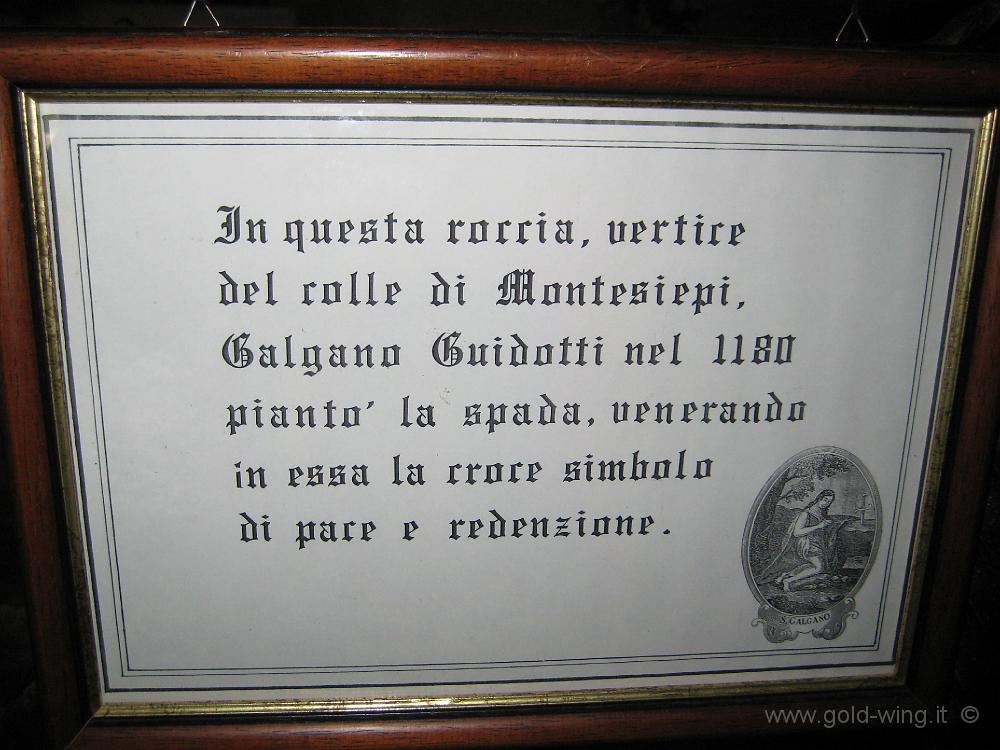 In questa roccia, vertice
del colle di Montesiepi,
Galgano Guidotti nel 1180
pianto' la spada, venerando
in essa la croce simbolo
di pace e redenzione.
S. GALGANO
www.gold-wing.it ©